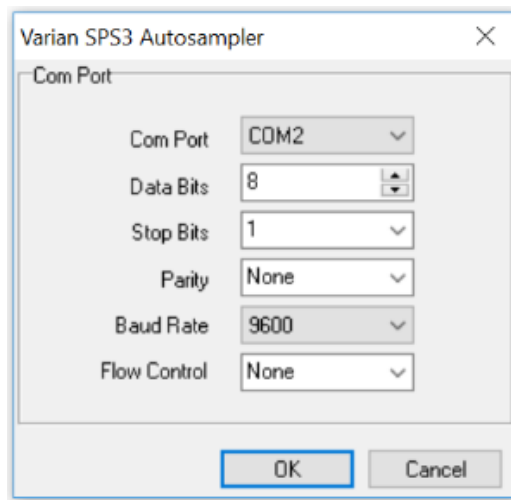 Varian SPS3 Autosampler
Com Port
Com Port COM2
Data Bits 8
Stop Bits 1
Parity None
Baud Rate 9600
Flow Control None
OK Cancel